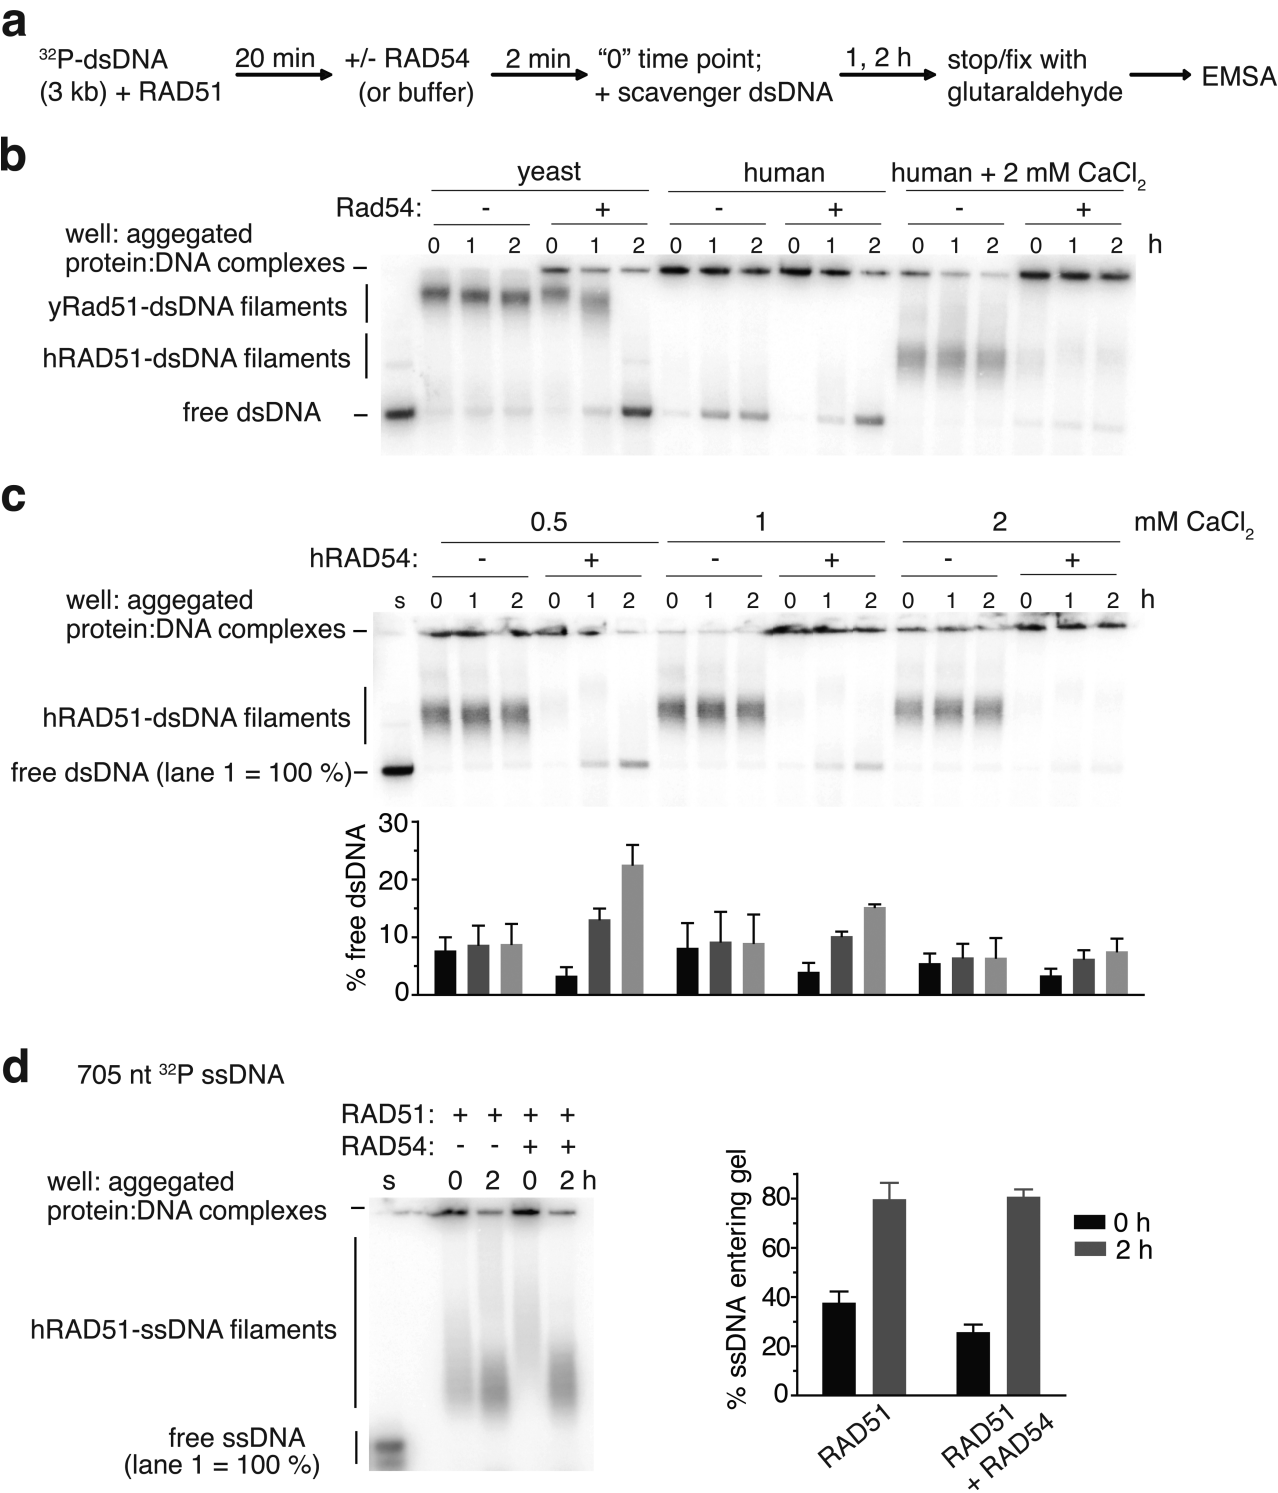 a
³²P-dsDNA
(3 kb) + RAD51
20 min
+/- RAD54
(or buffer)
2 min
“0” time point;
+ scavenger dsDNA
1, 2 h
stop/fix with
glutaraldehyde
EMSA
b
yeast human human + 2 mM CaCl₂
Rad54: - + - + - +
well: aggegated
protein:DNA complexes
0 1 2 0 1 2 0 1 2 0 1 2 0 1 2 0 1 2 h
yRad51-dsDNA filaments
hRAD51-dsDNA filaments
free dsDNA
c
0.5 1 2 mM CaCl₂
hRAD54: - + - + - +
well: aggegated
protein:DNA complexes
s 0 1 2 0 1 2 0 1 2 0 1 2 0 1 2 0 1 2 h
hRAD51-dsDNA filaments
free dsDNA (lane 1 = 100 %)
% free dsDNA
30
20
10
0
d
705 nt ³²P ssDNA
RAD51: + + + +
RAD54: - - + +
well: aggegated
protein:DNA complexes
s 0 2 0 2 h
hRAD51-ssDNA filaments
free ssDNA
(lane 1 = 100 %)
% ssDNA entering gel
80
60
40
20
0
RAD51
RAD51
+ RAD54
0 h
2 h